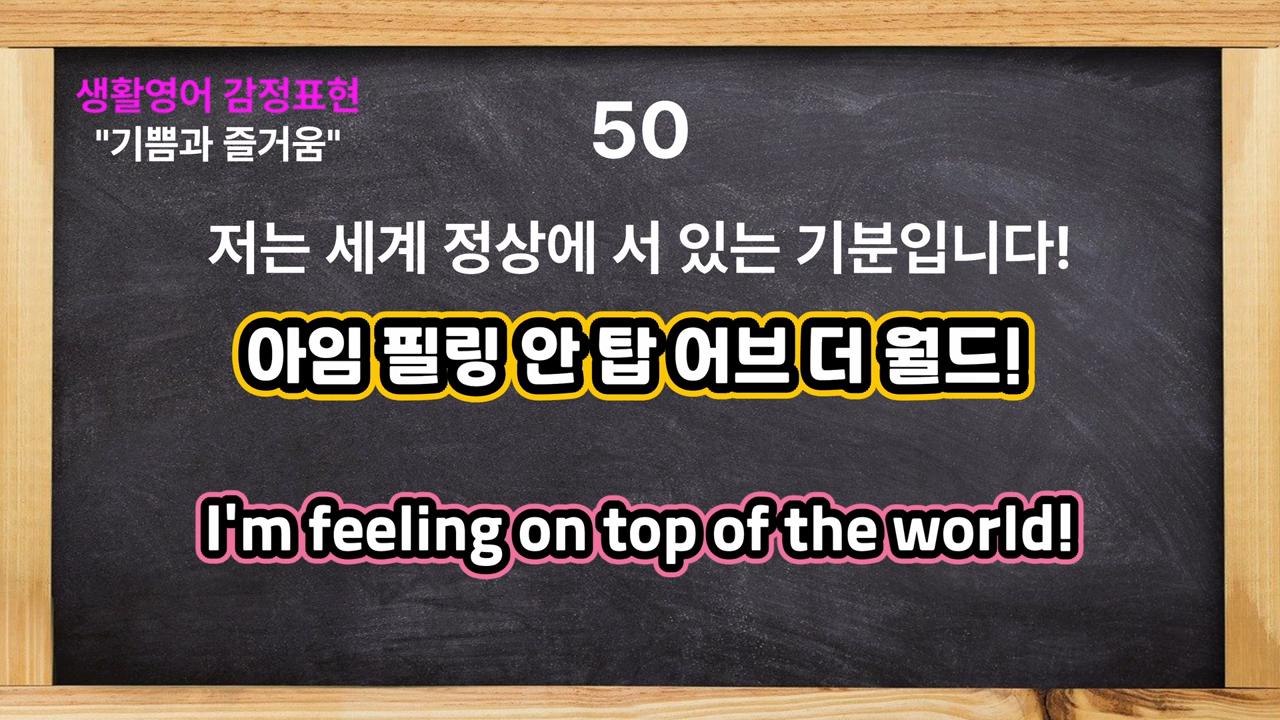 생활영어 감정표현
"기쁨과 즐거움"
50
저는 세계 정상에 서 있는 기분입니다!
아임 필링 안 탑 어브 더 월드!
I'm feeling on top of the world!